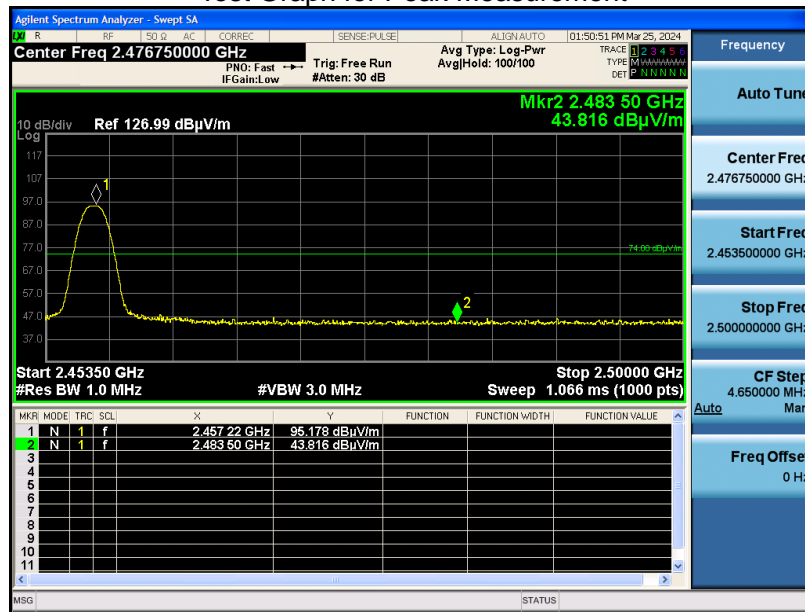 Test Graph for Peak Measurement
Agilent Spectrum Analyzer - Swept SA
LXI R RF 50 Ω AC CORREC SENSE:PULSE ALIGN AUTO 01:50:51 PM Mar 25, 2024
Center Freq 2.476750000 GHz
PNO: Fast
IFGain:Low
Trig: Free Run
#Atten: 30 dB
Avg Type: Log-Pwr
Avg|Hold: 100/100
TRACE 1 2 3 4 5 6
TYPE M
DET P N N N N N
Mkr2 2.483 50 GHz
43.816 dBµV/m
10 dB/div Ref 126.99 dBµV/m
Log
117
107
97.0
87.0
77.0
67.0
57.0
47.0
37.0
1
74.00 dBµV/m
2
Start 2.45350 GHz Stop 2.50000 GHz
#Res BW 1.0 MHz #VBW 3.0 MHz Sweep 1.066 ms (1000 pts)
MKR MODE TRC SCL X Y FUNCTION FUNCTION WIDTH FUNCTION VALUE
1 N 1 f 2.457 22 GHz 95.178 dBµV/m
2 N 1 f 2.483 50 GHz 43.816 dBµV/m
3
4
5
6
7
8
9
10
11
MSG STATUS
Frequency
Auto Tune
Center Freq
2.476750000 GHz
Start Freq
2.453500000 GHz
Stop Freq
2.500000000 GHz
CF Step
4.650000 MHz
Auto Man
Freq Offset
0 Hz